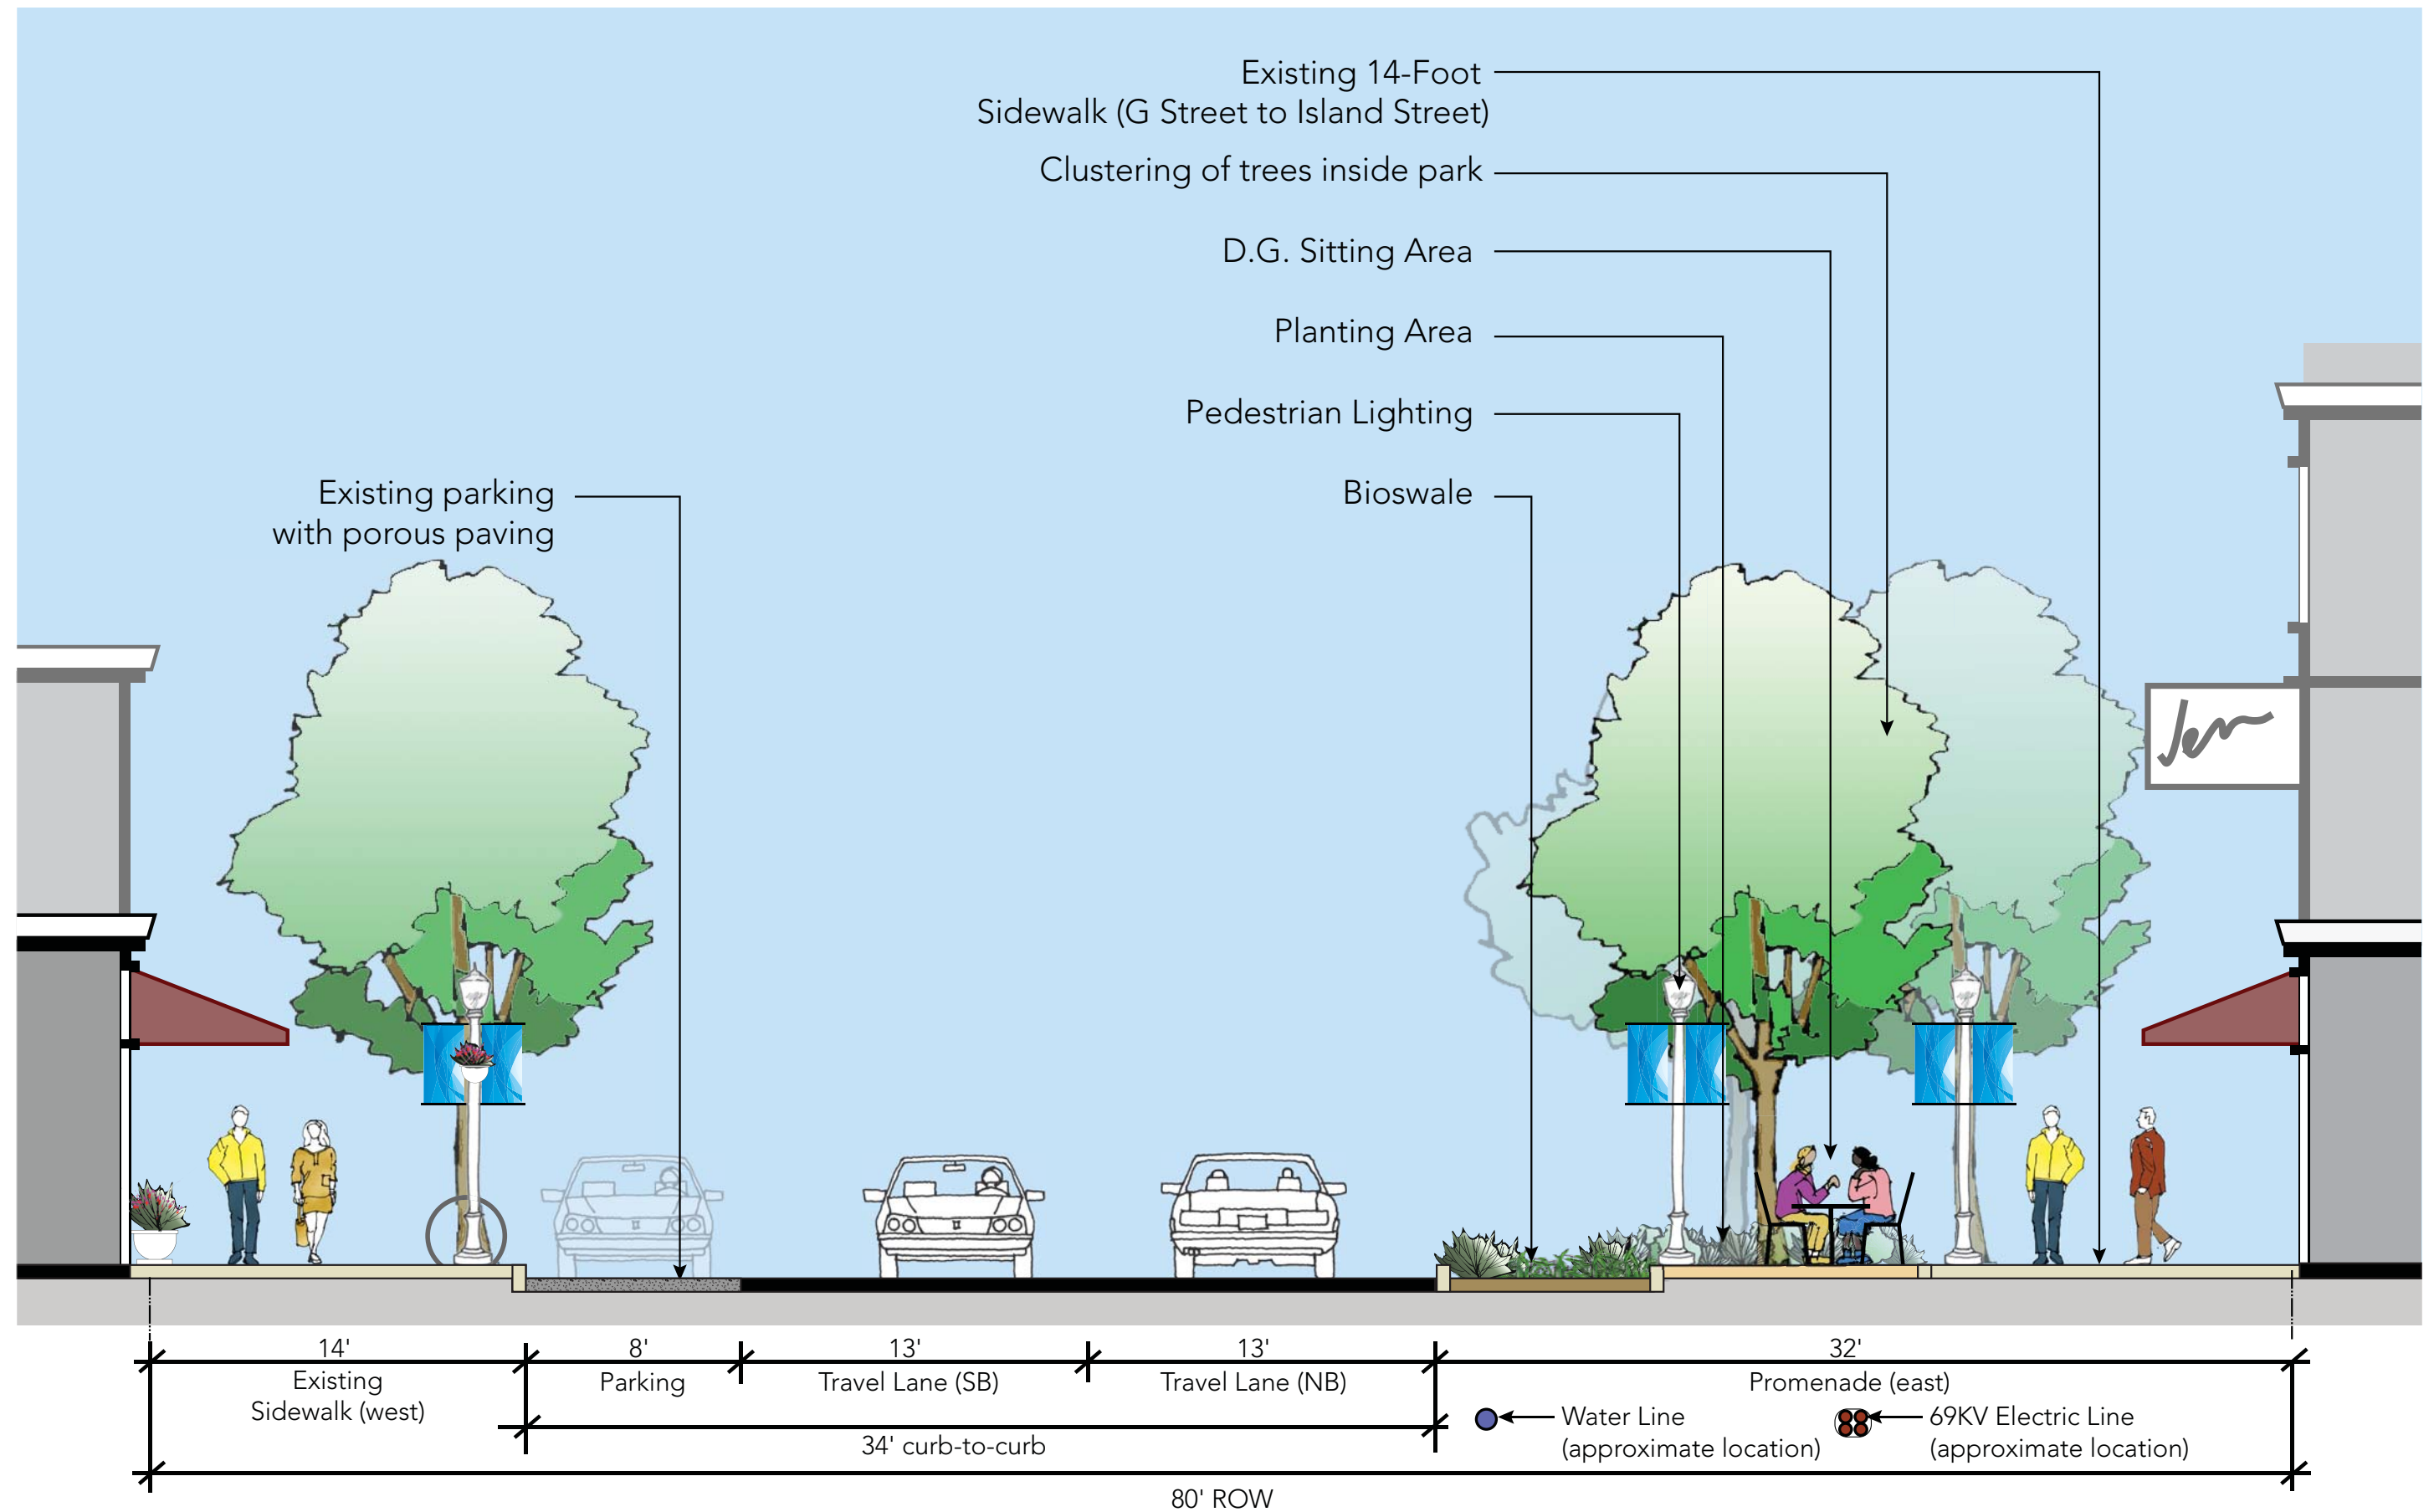 Existing 14-Foot
Sidewalk (G Street to Island Street)
Clustering of trees inside park
D.G. Sitting Area
Planting Area
Pedestrian Lighting
Existing parking
with porous paving
Bioswale
14'
8'
13'
13'
32'
Existing
Sidewalk (west)
Parking
Travel Lane (SB)
Travel Lane (NB)
Promenade (east)
Water Line
(approximate location)
69KV Electric Line
(approximate location)
34' curb-to-curb
80' ROW